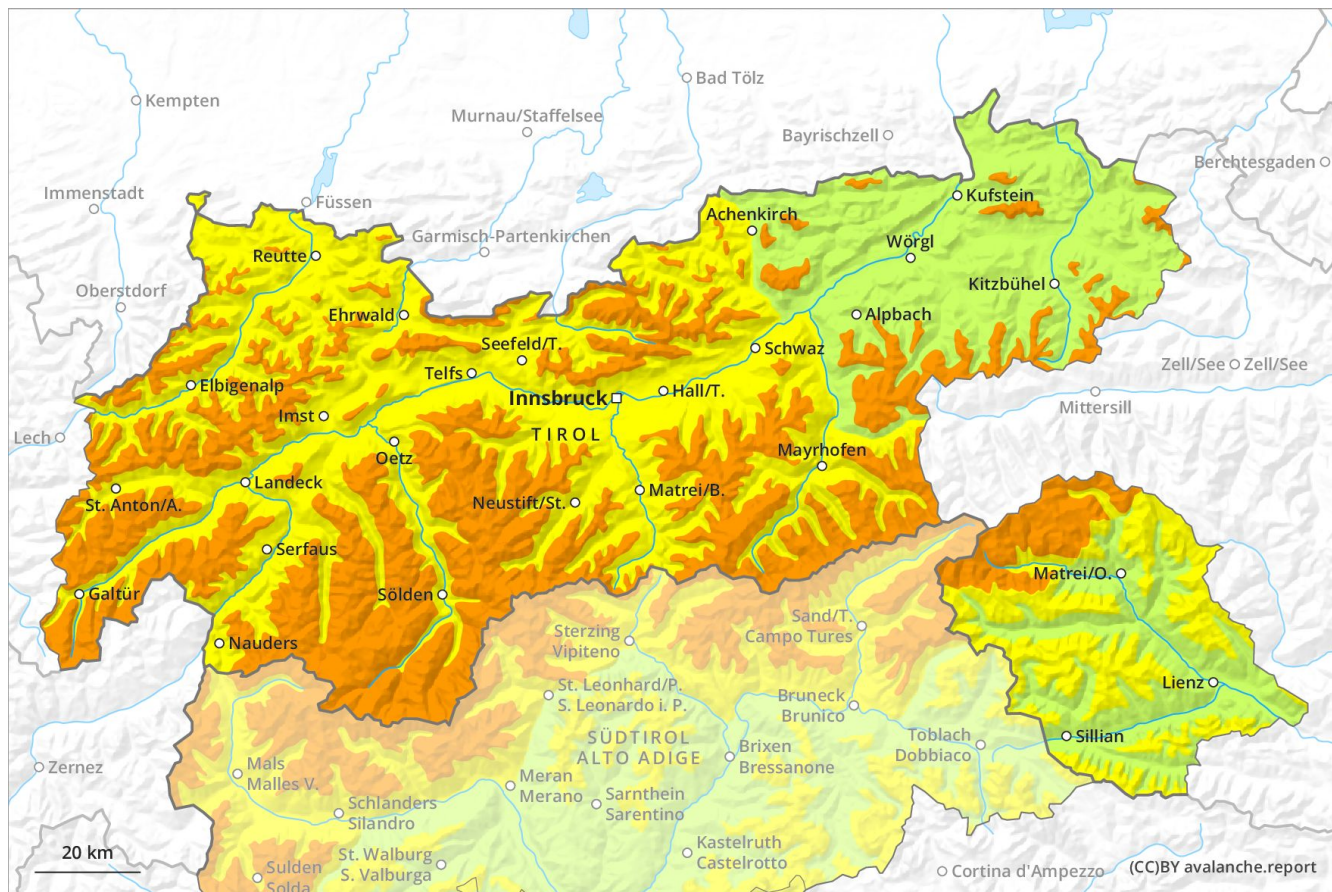 Kempten
Bad Tölz
Murnau/Staffelsee
Bayrischzell
Berchtesgaden
Immenstadt
Füssen
Kufstein
Achenkirch
Garmisch-Partenkirchen
Wörgl
Reutte
Kitzbühel
Oberstdorf
Ehrwald
Alpbach
Seefeld/T.
Schwaz
Zell/See
Zell/See
Telfs
Elbigenalp
Hall/T.
Innsbruck
Mittersill
Imst
Lech
TIROL
Mayrhofen
Oetz
Landeck
Matrei/B.
St. Anton/A.
Neustift/St.
Serfaus
Matrei/O.
Galtür
Sölden
Sand/T.
Campo Tures
Sterzing
Vipiteno
Nauders
Lienz
St. Leonhard/P.
S. Leonardo i. P.
Bruneck
Brunico
SÜDTIROL
ALTO ADIGE
Toblach
Dobbiaco
Sillian
Brixen
Bressanone
Zernez
Mals
Malles V.
Meran
Merano
Sarnthein
Sarentino
Schlanders
Silandro
Kastelruth
Castelrotto
20 km
St. Walburg
S. Valburga
Sulden
Solda
Cortina d'Ampezzo
(CC)BY avalanche.report